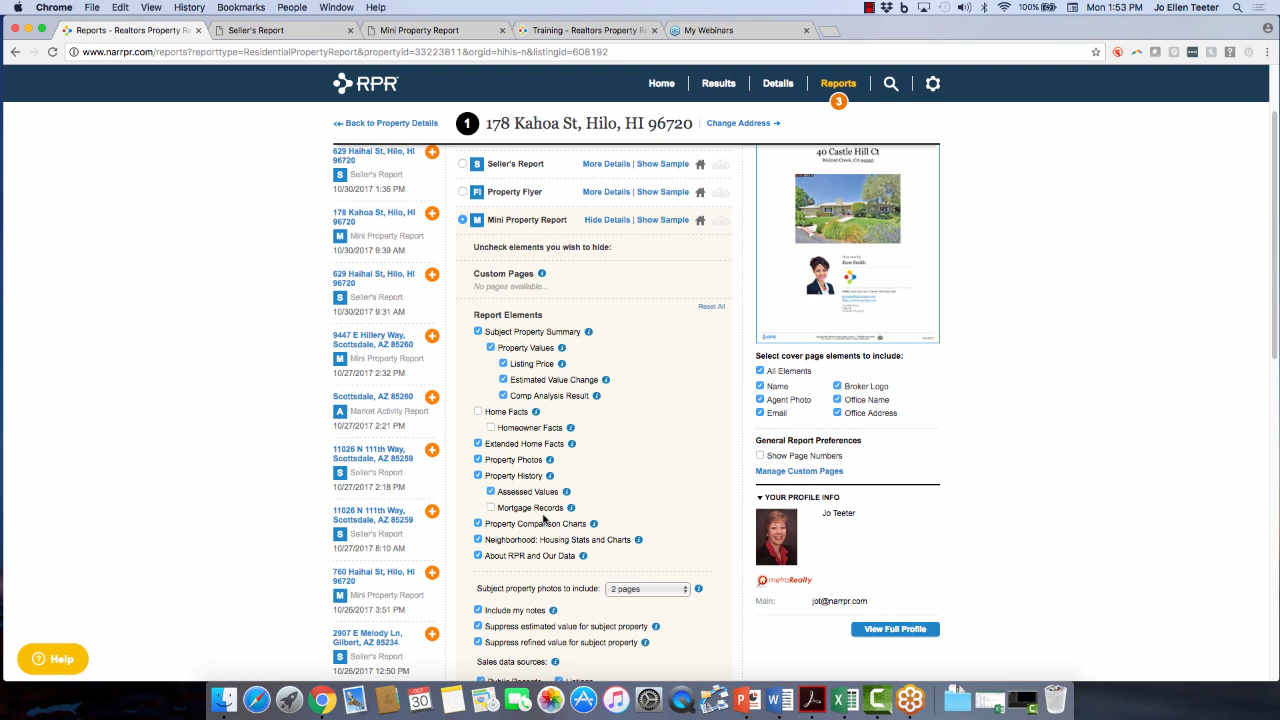 Chrome File Edit View History Bookmarks People Window Help
100% Mon 1:53 PM Jo Ellen Teeter
Reports - Realtors Property R
Seller's Report
Mini Property Report
Training - Realtors Property Re
My Webinars
www.narrpr.com/reports?reporttype=ResidentialPropertyReport&propertyid=33223811&orgid=hlhis-n&listingid=608192
RPR
Home
Results
Details
Reports
3
Back to Property Details
1 178 Kahoa St, Hilo, HI 96720
Change Address
629 Haihai St, Hilo, HI
96720
S Seller's Report
10/30/2017 1:36 PM
178 Kahoa St, Hilo, HI
96720
M Mini Property Report
10/30/2017 9:39 AM
629 Haihai St, Hilo, HI
96720
S Seller's Report
10/30/2017 9:31 AM
9447 E Hillery Way,
Scottsdale, AZ 85260
M Mini Property Report
10/27/2017 2:32 PM
Scottsdale, AZ 85260
A Market Activity Report
10/27/2017 2:21 PM
11026 N 111th Way,
Scottsdale, AZ 85259
S Seller's Report
10/27/2017 2:18 PM
11026 N 111th Way,
Scottsdale, AZ 85259
S Seller's Report
10/27/2017 8:10 AM
760 Haihai St, Hilo, HI
96720
M Mini Property Report
10/26/2017 3:51 PM
2907 E Melody Ln,
Gilbert, AZ 85234
S Seller's Report
10/26/2017 12:50 PM
S Seller's Report More Details | Show Sample
FI Property Flyer More Details | Show Sample
M Mini Property Report Hide Details | Show Sample
Uncheck elements you wish to hide:
Custom Pages
No pages available...
Reset All
Report Elements
Subject Property Summary
Property Values
Listing Price
Estimated Value Change
Comp Analysis Result
Home Facts
Homeowner Facts
Extended Home Facts
Property Photos
Property History
Assessed Values
Mortgage Records
Property Comparison Charts
Neighborhood: Housing Stats and Charts
About RPR and Our Data
Subject property photos to include: 2 pages
Include my notes
Suppress estimated value for subject property
Suppress refined value for subject property
Sales data sources:
Public Records Listings
40 Castle Hill Ct
Walnut Creek, CA 94595
Jane Smith
RPR
Select cover page elements to include:
All Elements
Name Broker Logo
Agent Photo Office Name
Email Office Address
General Report Preferences
Show Page Numbers
Manage Custom Pages
YOUR PROFILE INFO
Jo Teeter
metroRealty
Main: jot@narrpr.com
View Full Profile
Help
OCT
30